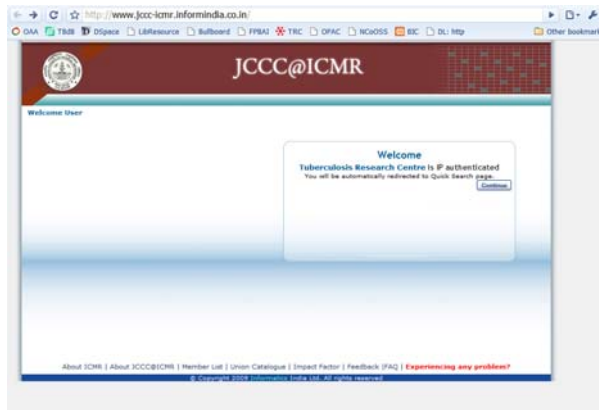 http://www.jccc-icmr.informindia.co.in/
OAA TBdB DSpace LibResource Bullboard FPBAI TRC OPAC NCoOSS BIC DL: http Other bookmark
JCCC@ICMR
Welcome User
Welcome
Tuberculosis Research Centre is IP authenticated
You will be automatically redirected to Quick Search page.
Continue
About ICMR | About JCCC@ICMR | Member List | Union Catalogue | Impact Factor | Feedback |FAQ | Experiencing any problem?
© Copyright 2009 Informatics India Ltd. All rights reserved